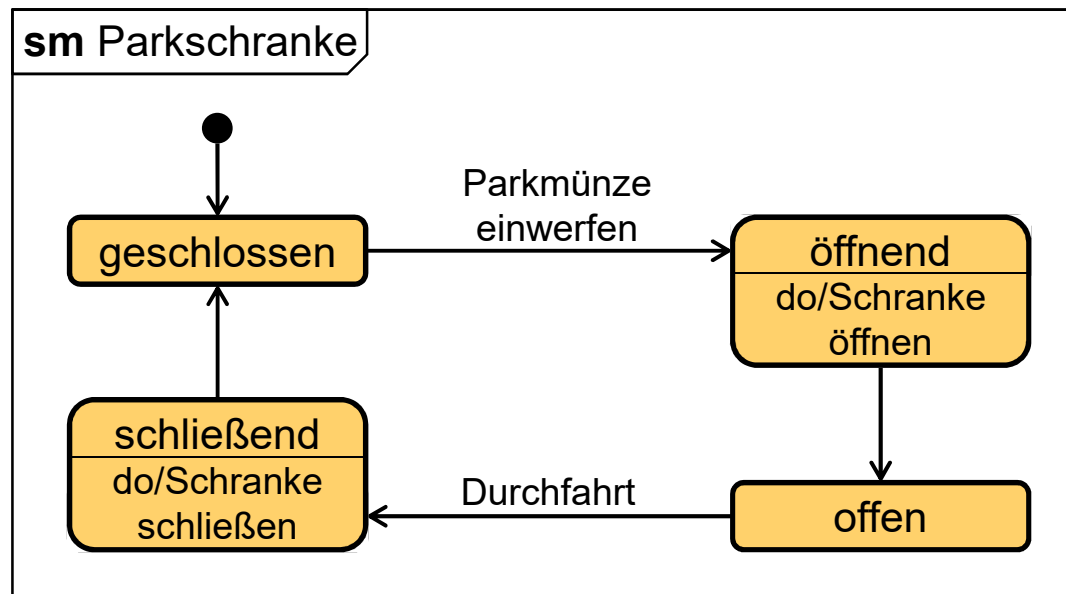 sm Parkschranke
Parkmünze
einwerfen
geschlossen
öffnend
do/Schranke
öffnen
schließend
do/Schranke
schließen
Durchfahrt
offen